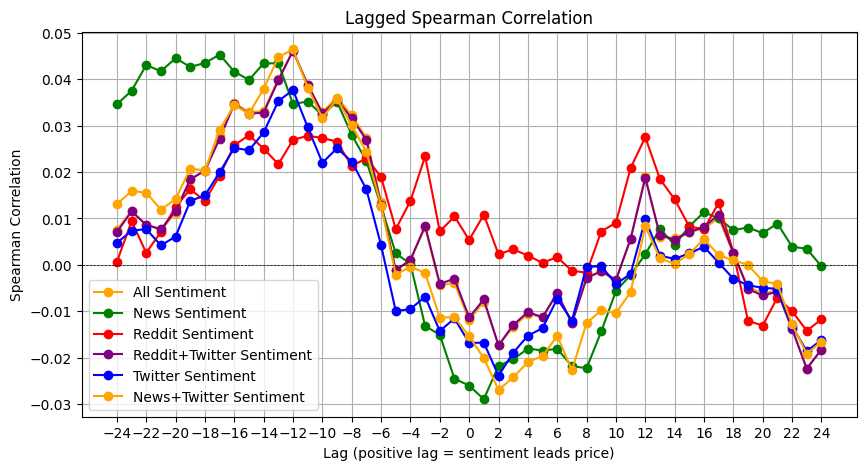 Lagged Spearman Correlation
Spearman Correlation
0.05
0.04
0.03
0.02
0.01
0.00
−0.01
−0.02
−0.03
All Sentiment
News Sentiment
Reddit Sentiment
Reddit+Twitter Sentiment
Twitter Sentiment
News+Twitter Sentiment
−24 −22 −20 −18 −16 −14 −12 −10 −8 −6 −4 −2 0 2 4 6 8 10 12 14 16 18 20 22 24
Lag (positive lag = sentiment leads price)